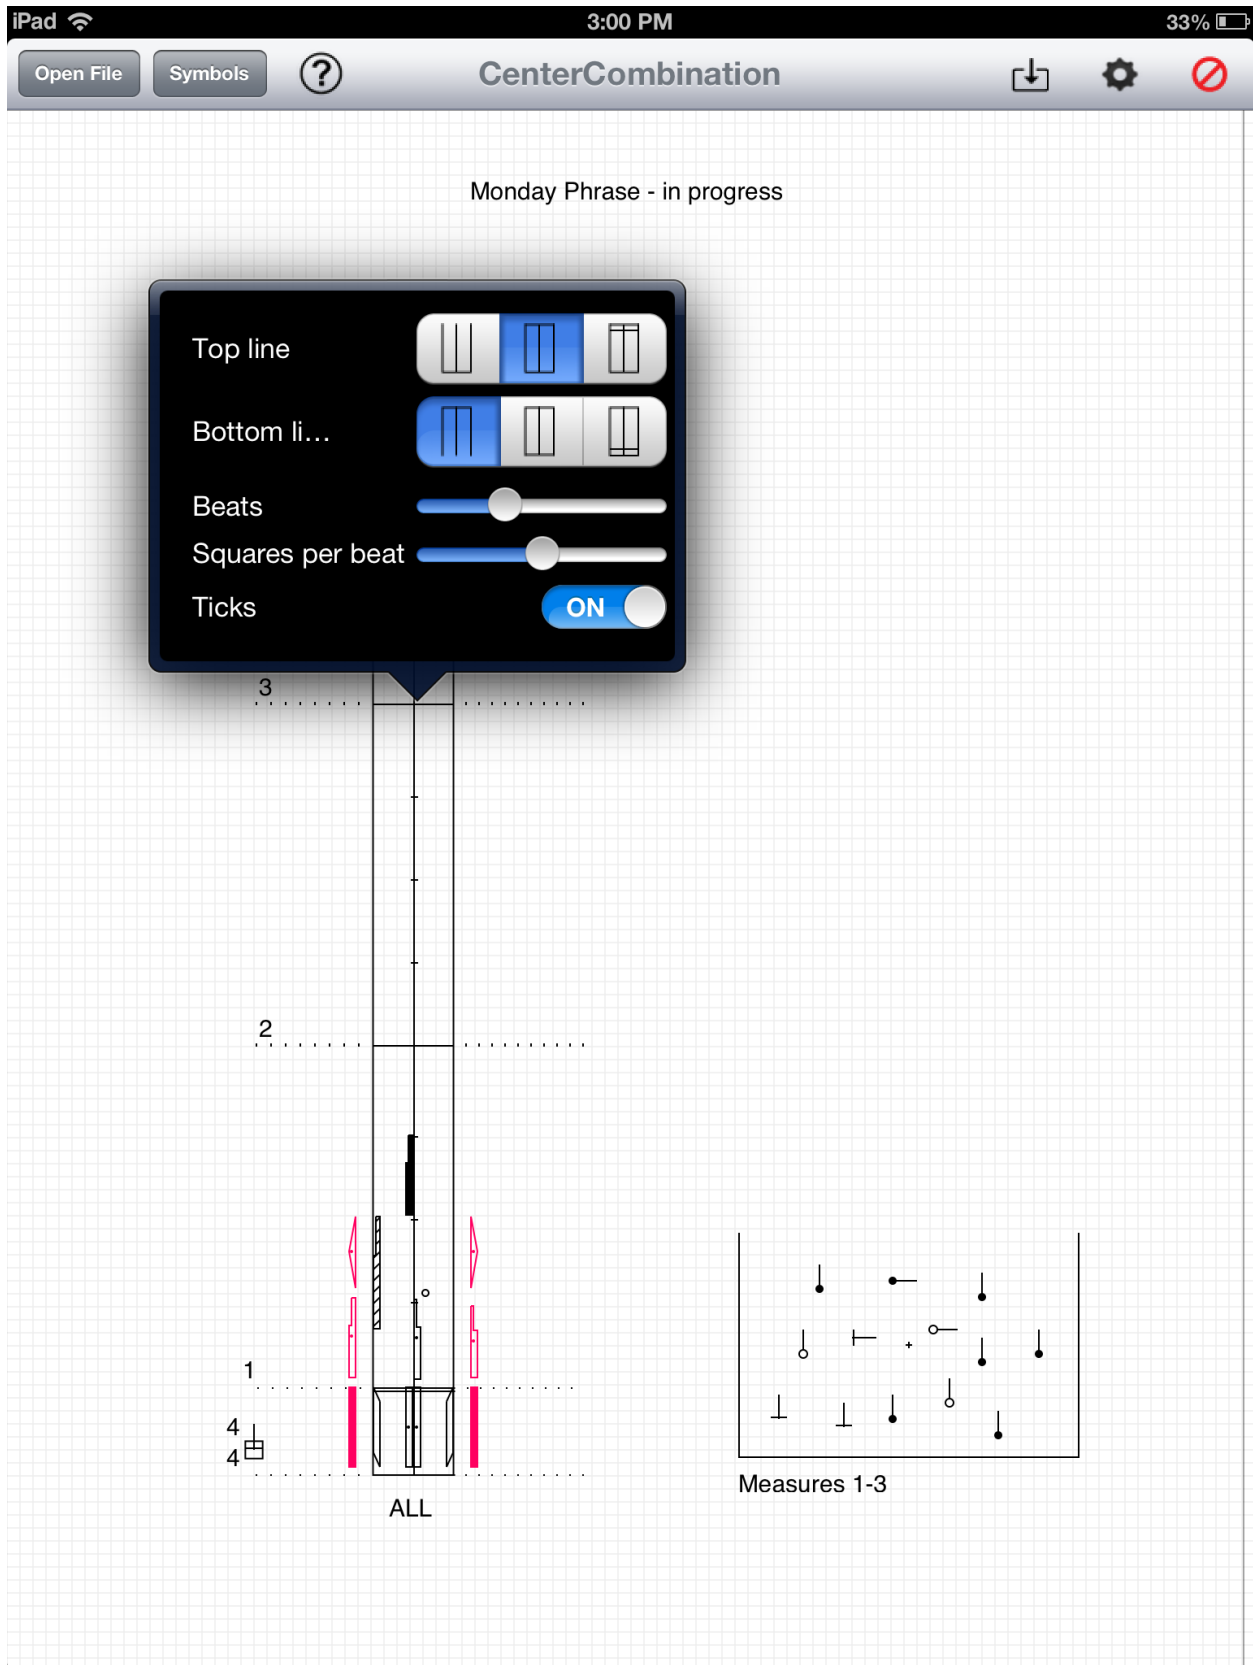 iPad 3:00 PM 33%
Open File Symbols ? CenterCombination
Monday Phrase - in progress
Top line
Bottom li...
Beats
Squares per beat
Ticks ON
3
2
1
4
4
ALL
Measures 1-3